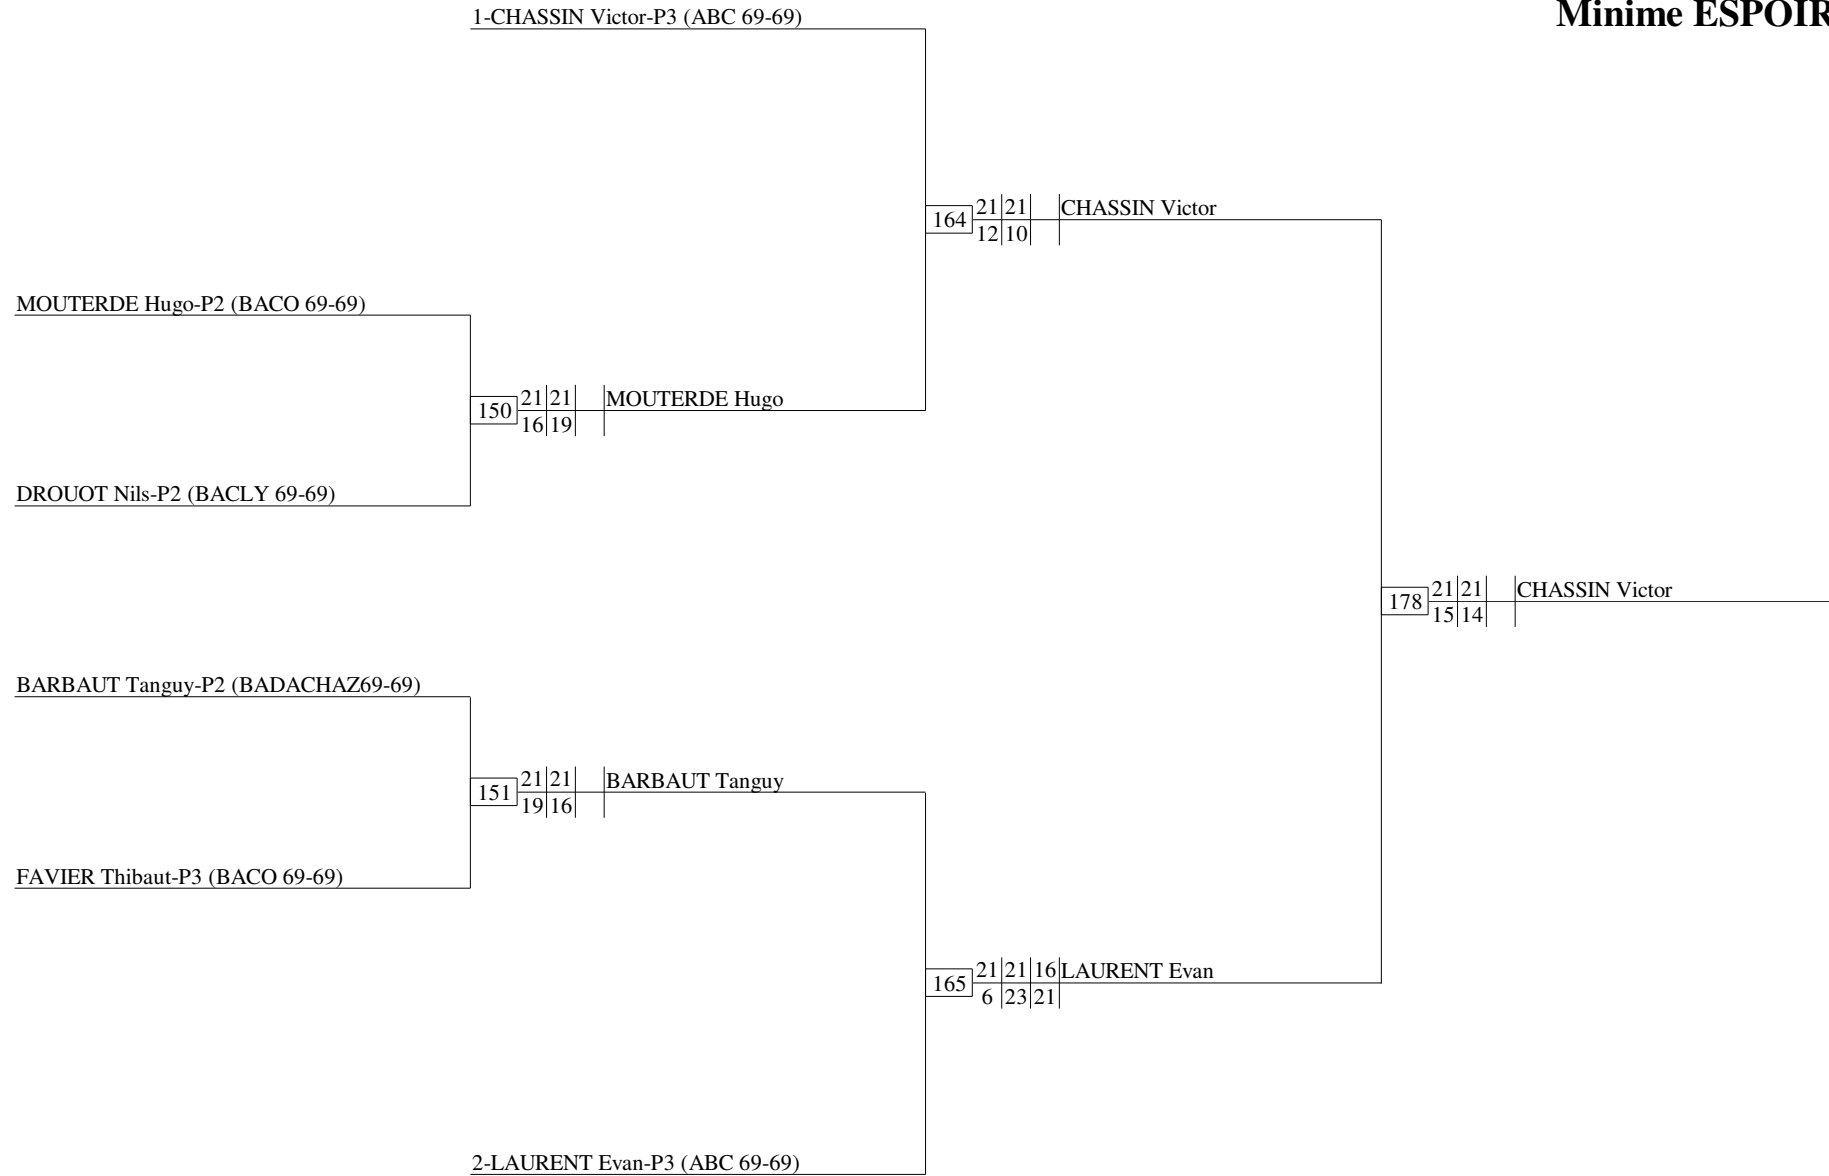 Minime ESPOIR
1-CHASSIN Victor-P3 (ABC 69-69)
164 21 21 CHASSIN Victor
12 10
MOUTERDE Hugo-P2 (BACO 69-69)
150 21 21 MOUTERDE Hugo
16 19
DROUOT Nils-P2 (BACLY 69-69)
178 21 21 CHASSIN Victor
15 14
BARBAUT Tanguy-P2 (BADACHAZ69-69)
151 21 21 BARBAUT Tanguy
19 16
FAVIER Thibaut-P3 (BACO 69-69)
165 21 21 16 LAURENT Evan
6 23 21
2-LAURENT Evan-P3 (ABC 69-69)